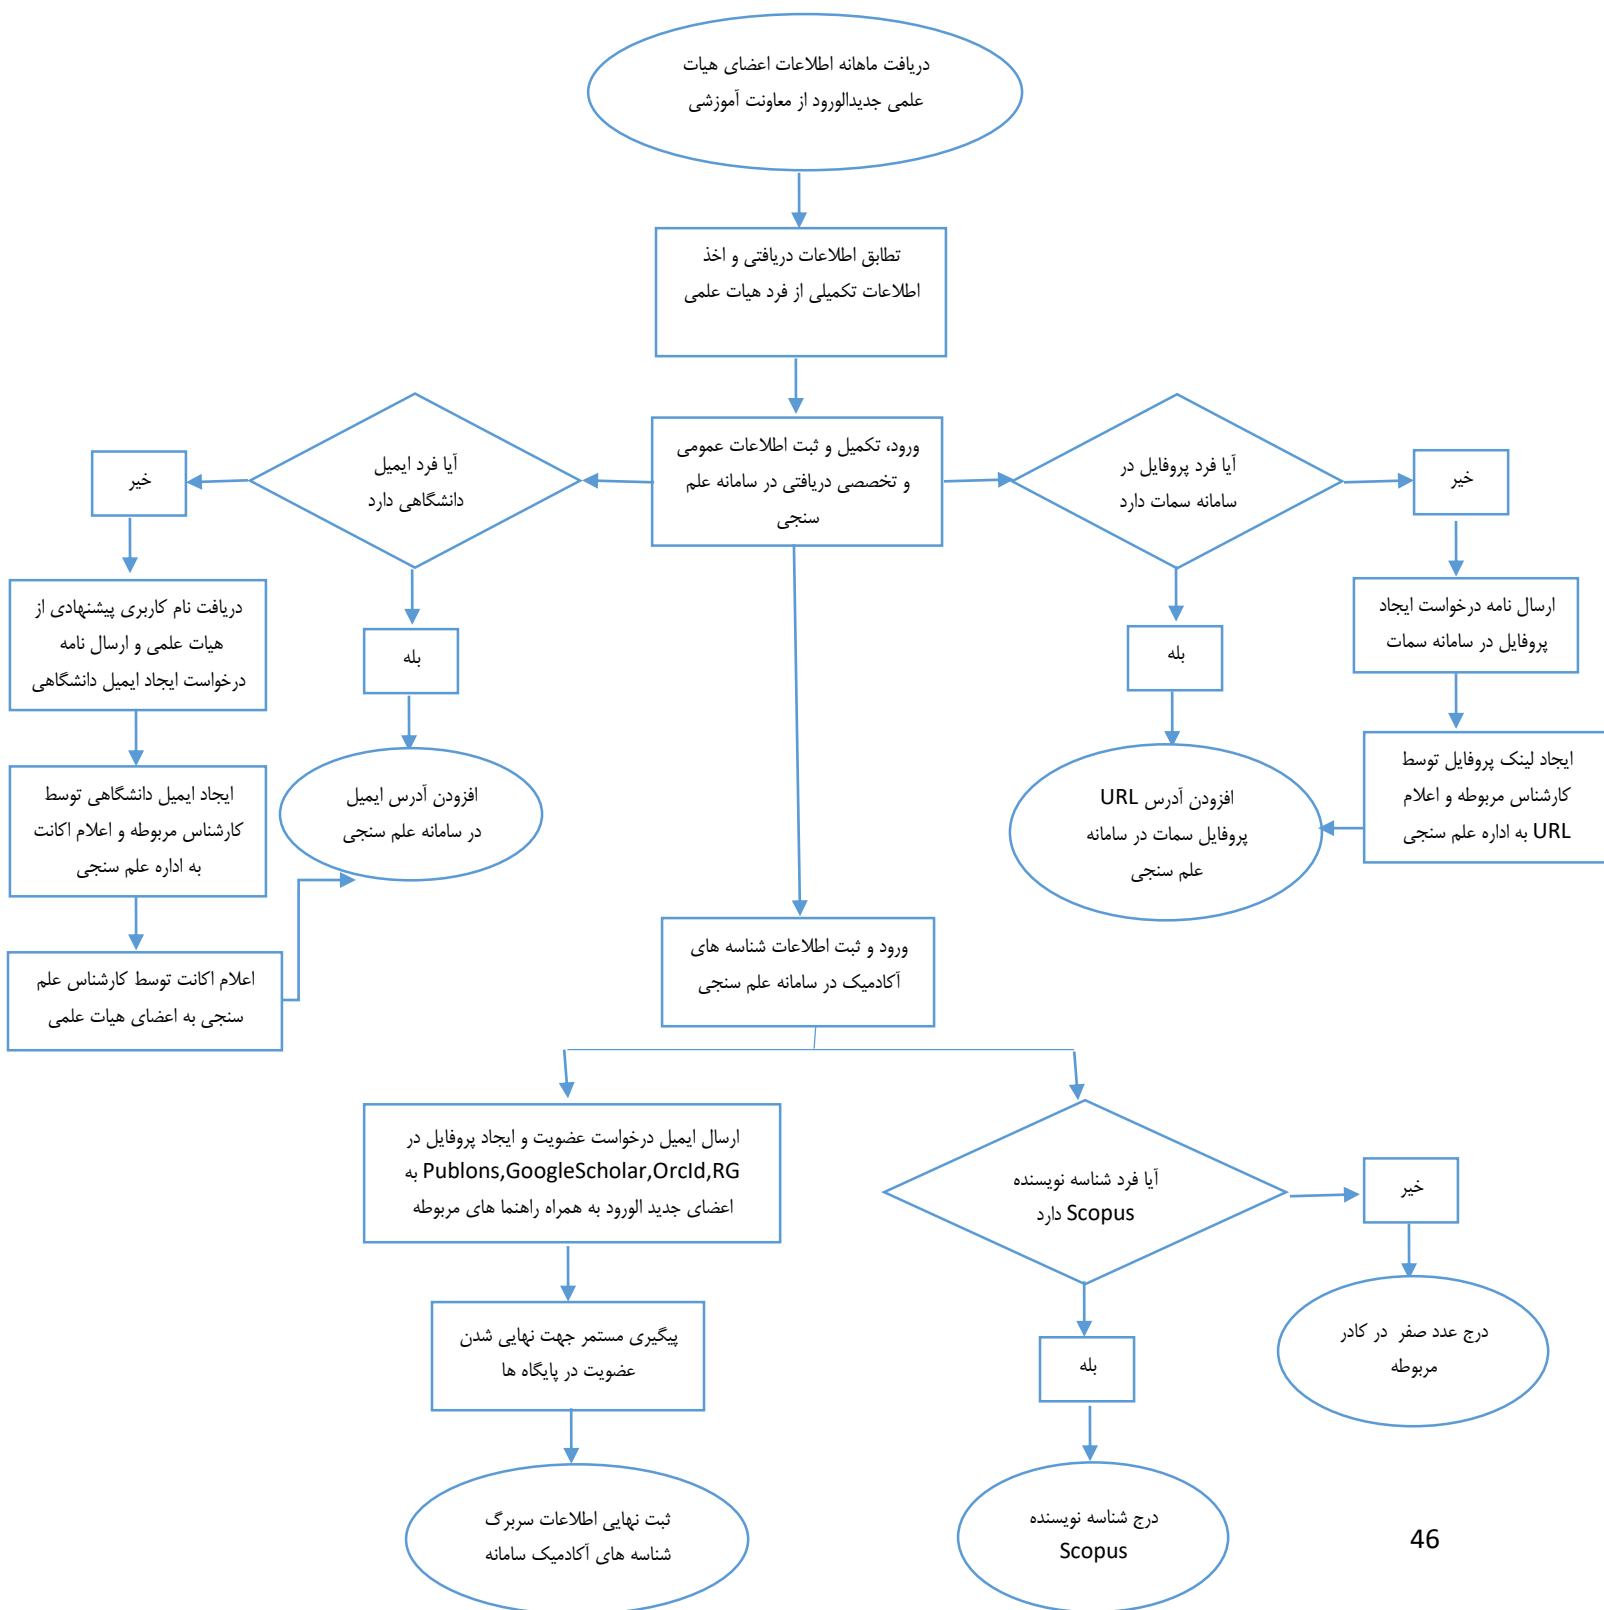 دریافت ماهانه اطلاعات اعضای هیات
علمی جدیدالورود از معاونت آموزشی
تطابق اطلاعات دریافتی و اخذ
اطلاعات تکمیلی از فرد هیات علمی
ورود، تکمیل و ثبت اطلاعات عمومی
و تخصصی دریافتی در سامانه علم
سنجی
آیا فرد پروفایل در
سامانه سمات دارد
خیر
ارسال نامه درخواست ایجاد
پروفایل در سامانه سمات
ایجاد لینک پروفایل توسط
کارشناس مربوطه و اعلام
URL به اداره علم سنجی
بله
افزودن آدرس URL
پروفایل سمات در سامانه
علم سنجی
آیا فرد ایمیل
دانشگاهی دارد
بله
افزودن آدرس ایمیل
در سامانه علم سنجی
خیر
دریافت نام کاربری پیشنهادی از
هیات علمی و ارسال نامه
درخواست ایجاد ایمیل دانشگاهی
ایجاد ایمیل دانشگاهی توسط
کارشناس مربوطه و اعلام اکانت
به اداره علم سنجی
اعلام اکانت توسط کارشناس علم
سنجی به اعضای هیات علمی
ورود و ثبت اطلاعات شناسه های
آکادمیک در سامانه علم سنجی
آیا فرد شناسه نویسنده
Scopus دارد
خیر
درج عدد صفر در کادر
مربوطه
بله
درج شناسه نویسنده
Scopus
ارسال ایمیل درخواست عضویت و ایجاد پروفایل در
Publons,GoogleScholar,OrcId,RG به
اعضای جدید الورود به همراه راهنما های مربوطه
پیگیری مستمر جهت نهایی شدن
عضویت در پایگاه ها
ثبت نهایی اطلاعات سربرگ
شناسه های آکادمیک سامانه
46